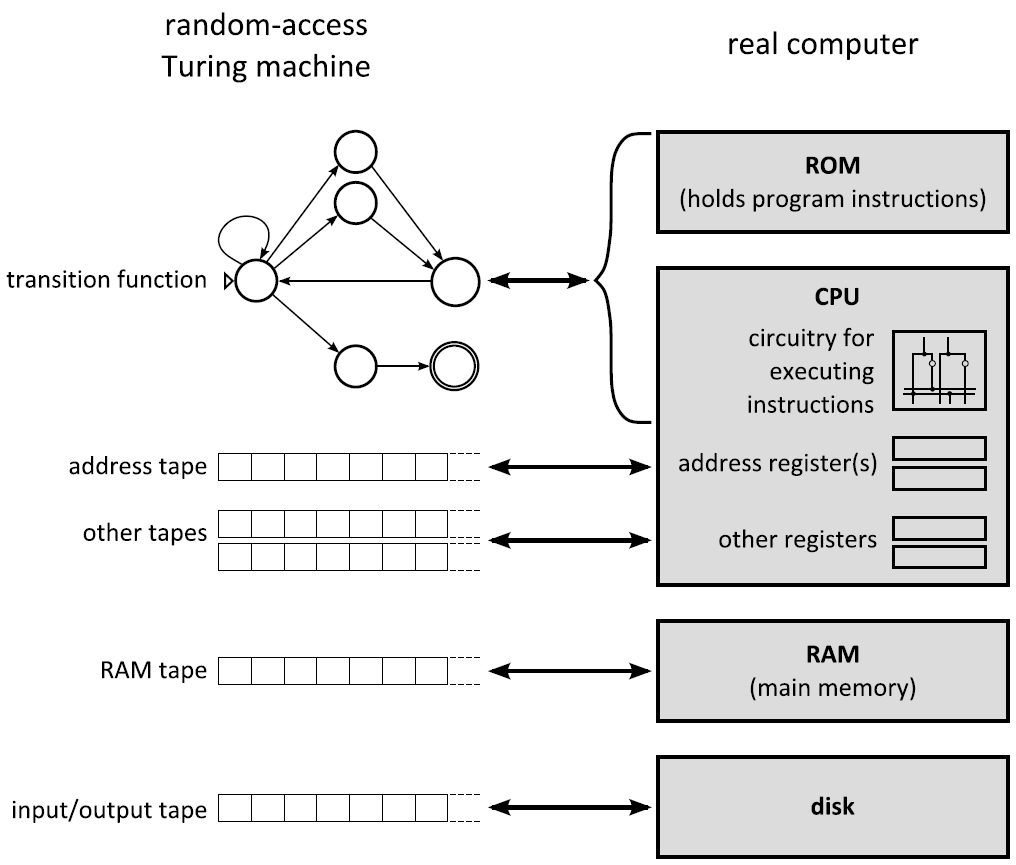 random-access
Turing machine
real computer
ROM
(holds program instructions)
transition function
CPU
circuitry for
executing
instructions
address tape
address register(s)
other tapes
other registers
RAM tape
RAM
(main memory)
input/output tape
disk